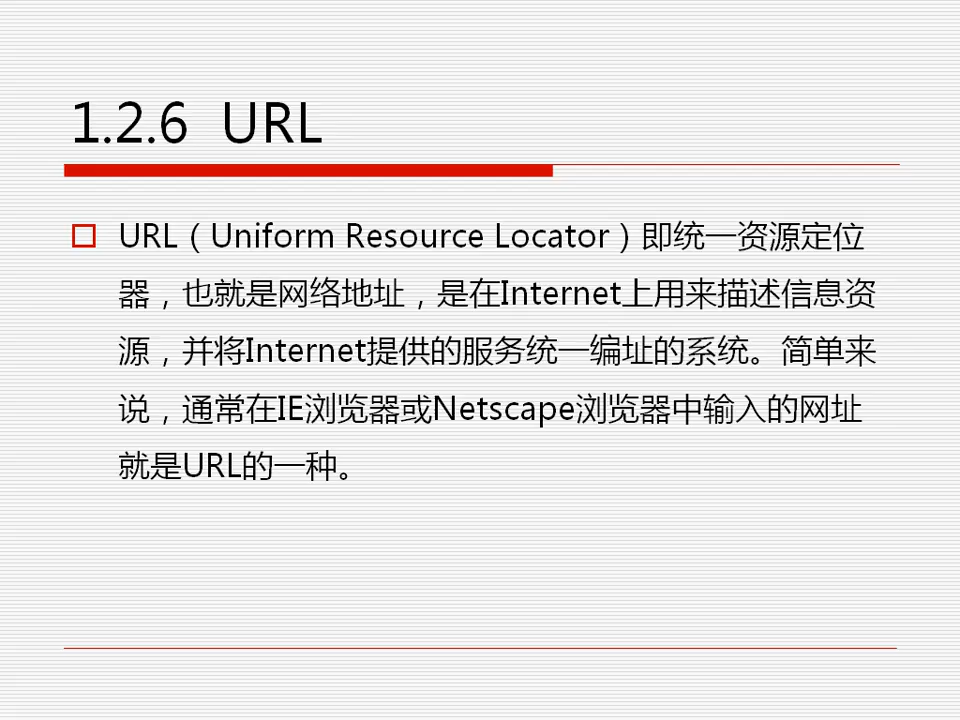 1.2.6 URL
URL（Uniform Resource Locator）即统一资源定位
器，也就是网络地址，是在Internet上用来描述信息资
源，并将Internet提供的服务统一编址的系统。简单来
说，通常在IE浏览器或Netscape浏览器中输入的网址
就是URL的一种。